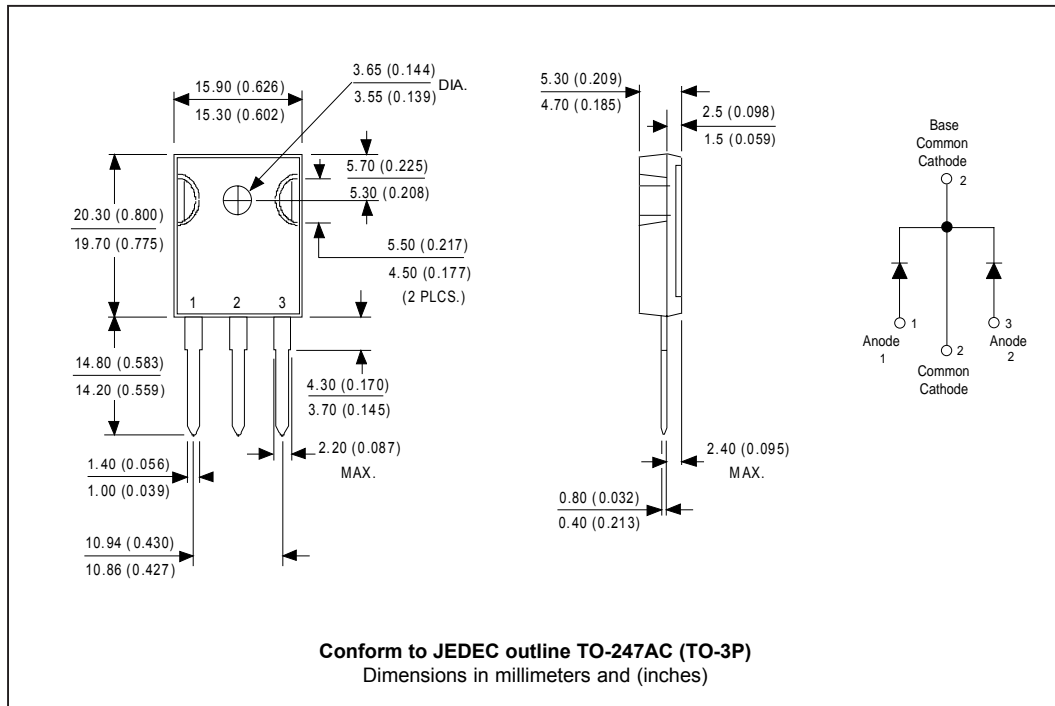 15.90 (0.626)
15.30 (0.602)
3.65 (0.144)
3.55 (0.139)
DIA.
5.70 (0.225)
5.30 (0.208)
20.30 (0.800)
19.70 (0.775)
5.50 (0.217)
4.50 (0.177)
(2 PLCS.)
1 2 3
14.80 (0.583)
14.20 (0.559)
4.30 (0.170)
3.70 (0.145)
2.20 (0.087)
MAX.
1.40 (0.056)
1.00 (0.039)
10.94 (0.430)
10.86 (0.427)
5.30 (0.209)
4.70 (0.185)
2.5 (0.098)
1.5 (0.059)
2.40 (0.095)
MAX.
0.80 (0.032)
0.40 (0.213)
Base
Common
Cathode
2
1
Anode
1
2
Common
Cathode
3
Anode
2
Conform to JEDEC outline TO-247AC (TO-3P)
Dimensions in millimeters and (inches)